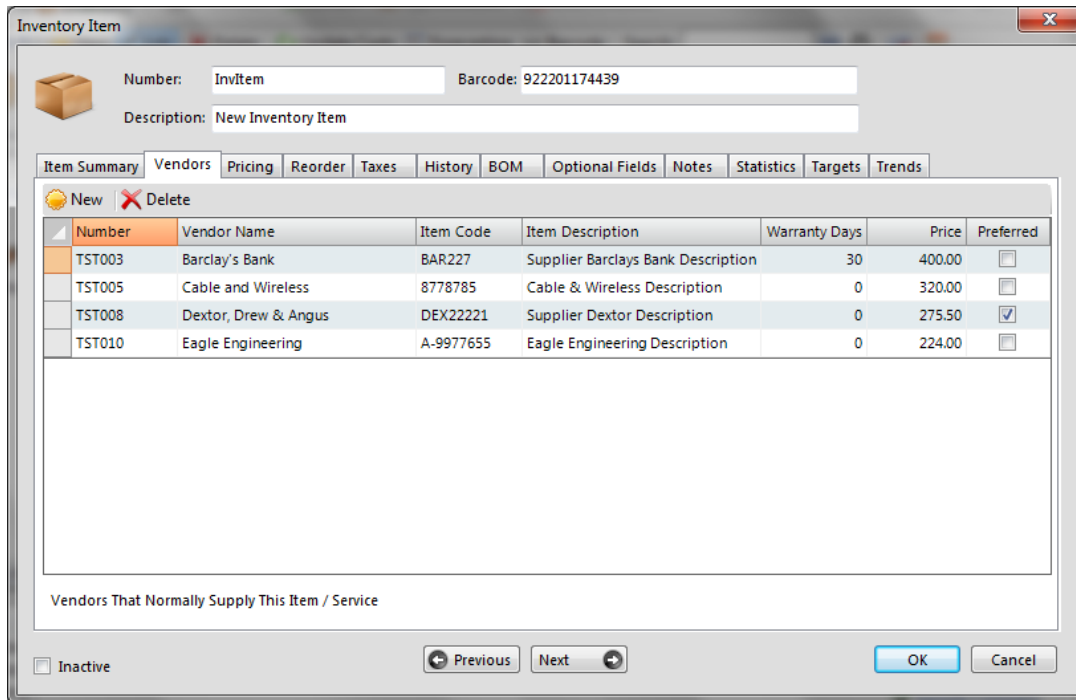 Inventory Item
Number: InvItem Barcode: 922201174439
Description: New Inventory Item
Item Summary Vendors Pricing Reorder Taxes History BOM Optional Fields Notes Statistics Targets Trends
New Delete
Number Vendor Name Item Code Item Description Warranty Days Price Preferred
TST003 Barclay's Bank BAR227 Supplier Barclays Bank Description 30 400.00
TST005 Cable and Wireless 8778785 Cable & Wireless Description 0 320.00
TST008 Dextor, Drew & Angus DEX22221 Supplier Dextor Description 0 275.50
TST010 Eagle Engineering A-9977655 Eagle Engineering Description 0 224.00
Vendors That Normally Supply This Item / Service
Inactive Previous Next OK Cancel